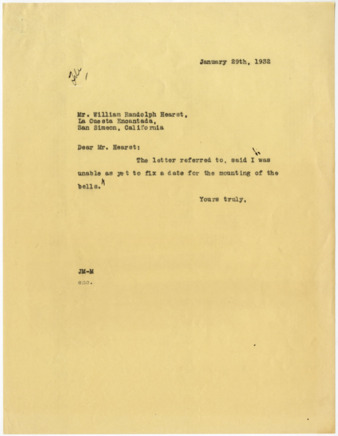 January 29th, 1932
Mr. William Randolph Hearst,
La Cuesta Encantada,
San Simeon, California
Dear Mr. Hearst:
The letter referred to, said I was
unable as yet to fix a date for the mounting of the
bells.
Yours truly,
JM-M